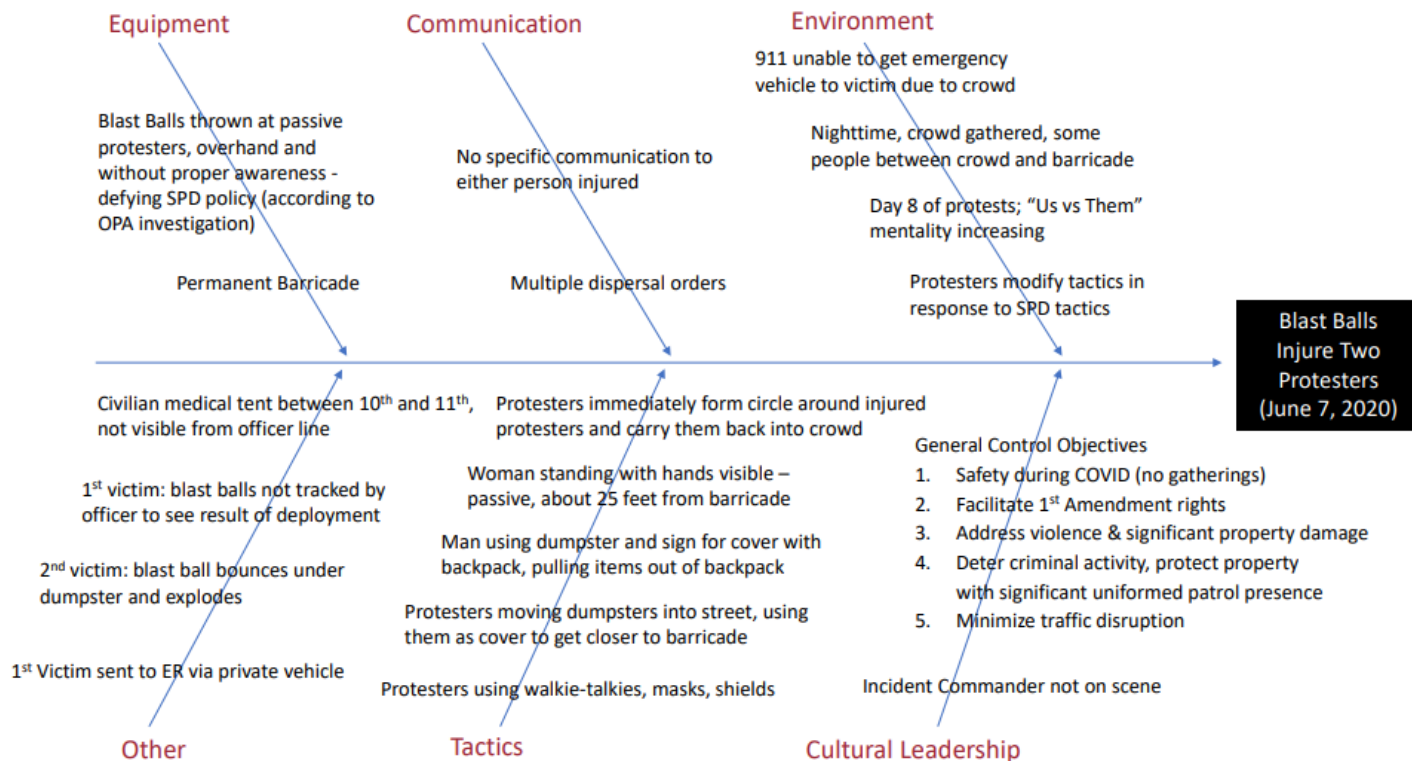 Equipment
Communication
Environment
Blast Balls thrown at passive
protesters, overhand and
without proper awareness -
defying SPD policy (according to
OPA investigation)
Permanent Barricade
No specific communication to
either person injured
Multiple dispersal orders
911 unable to get emergency
vehicle to victim due to crowd
Nighttime, crowd gathered, some
people between crowd and barricade
Day 8 of protests; “Us vs Them”
mentality increasing
Protesters modify tactics in
response to SPD tactics
Blast Balls
Injure Two
Protesters
(June 7, 2020)
Civilian medical tent between 10th and 11th,
not visible from officer line
1st victim: blast balls not tracked by
officer to see result of deployment
2nd victim: blast ball bounces under
dumpster and explodes
1st Victim sent to ER via private vehicle
Protesters immediately form circle around injured
protesters and carry them back into crowd
Woman standing with hands visible –
passive, about 25 feet from barricade
Man using dumpster and sign for cover with
backpack, pulling items out of backpack
Protesters moving dumpsters into street, using
them as cover to get closer to barricade
Protesters using walkie-talkies, masks, shields
General Control Objectives
1. Safety during COVID (no gatherings)
2. Facilitate 1st Amendment rights
3. Address violence & significant property damage
4. Deter criminal activity, protect property
with significant uniformed patrol presence
5. Minimize traffic disruption
Incident Commander not on scene
Other
Tactics
Cultural Leadership